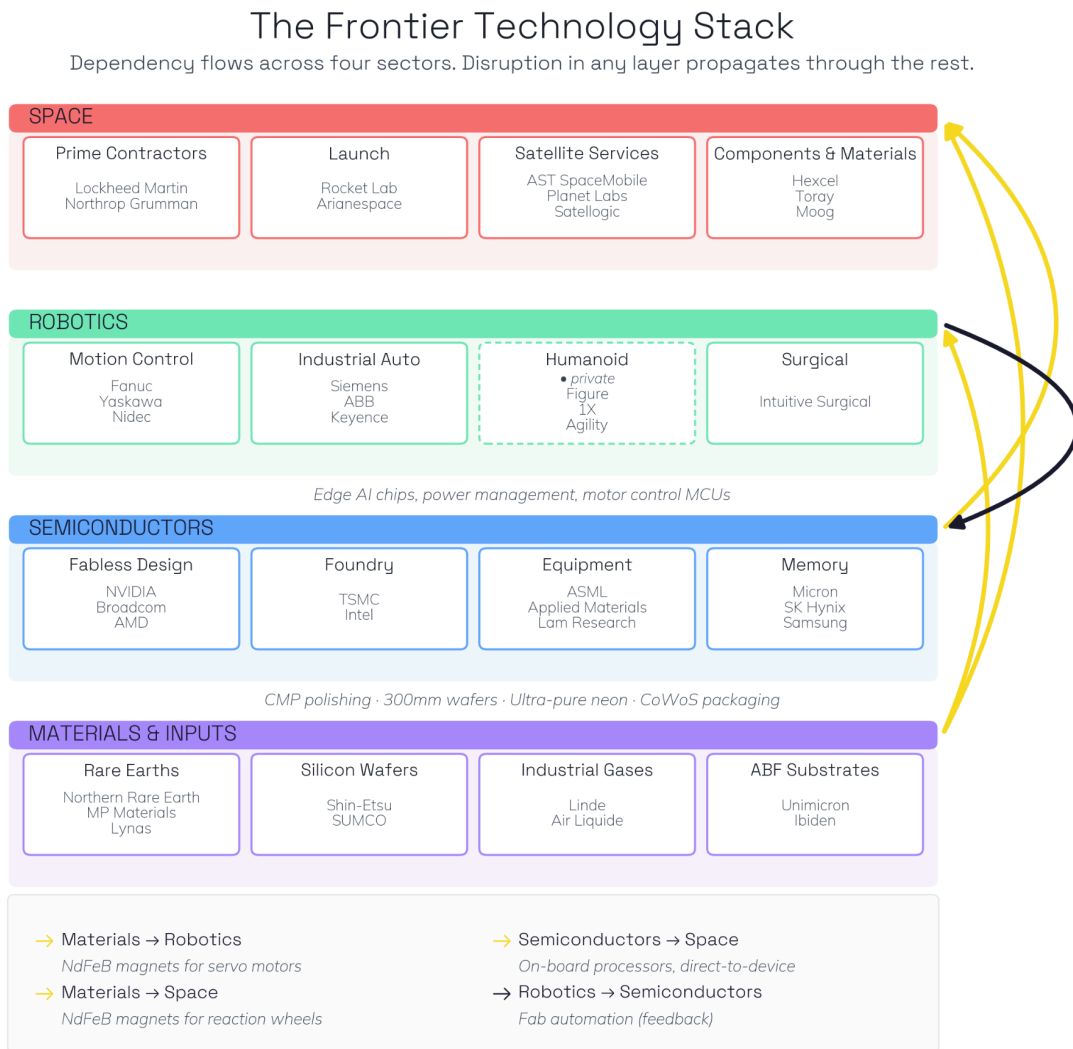 The Frontier Technology Stack
Dependency flows across four sectors. Disruption in any layer propagates through the rest.
SPACE
Prime Contractors
Lockheed Martin
Northrop Grumman
Launch
Rocket Lab
Arianespace
Satellite Services
AST SpaceMobile
Planet Labs
Satellogic
Components & Materials
Hexcel
Toray
Moog
ROBOTICS
Motion Control
Fanuc
Yaskawa
Nidec
Industrial Auto
Siemens
ABB
Keyence
Humanoid
• private
Figure
1X
Agility
Surgical
Intuitive Surgical
Edge AI chips, power management, motor control MCUs
SEMICONDUCTORS
Fabless Design
NVIDIA
Broadcom
AMD
Foundry
TSMC
Intel
Equipment
ASML
Applied Materials
Lam Research
Memory
Micron
SK Hynix
Samsung
CMP polishing · 300mm wafers · Ultra-pure neon · CoWoS packaging
MATERIALS & INPUTS
Rare Earths
Northern Rare Earth
MP Materials
Lynas
Silicon Wafers
Shin-Etsu
SUMCO
Industrial Gases
Linde
Air Liquide
ABF Substrates
Unimicron
Ibiden
→ Materials → Robotics
NdFeB magnets for servo motors
→ Materials → Space
NdFeB magnets for reaction wheels
→ Semiconductors → Space
On-board processors, direct-to-device
→ Robotics → Semiconductors
Fab automation (feedback)